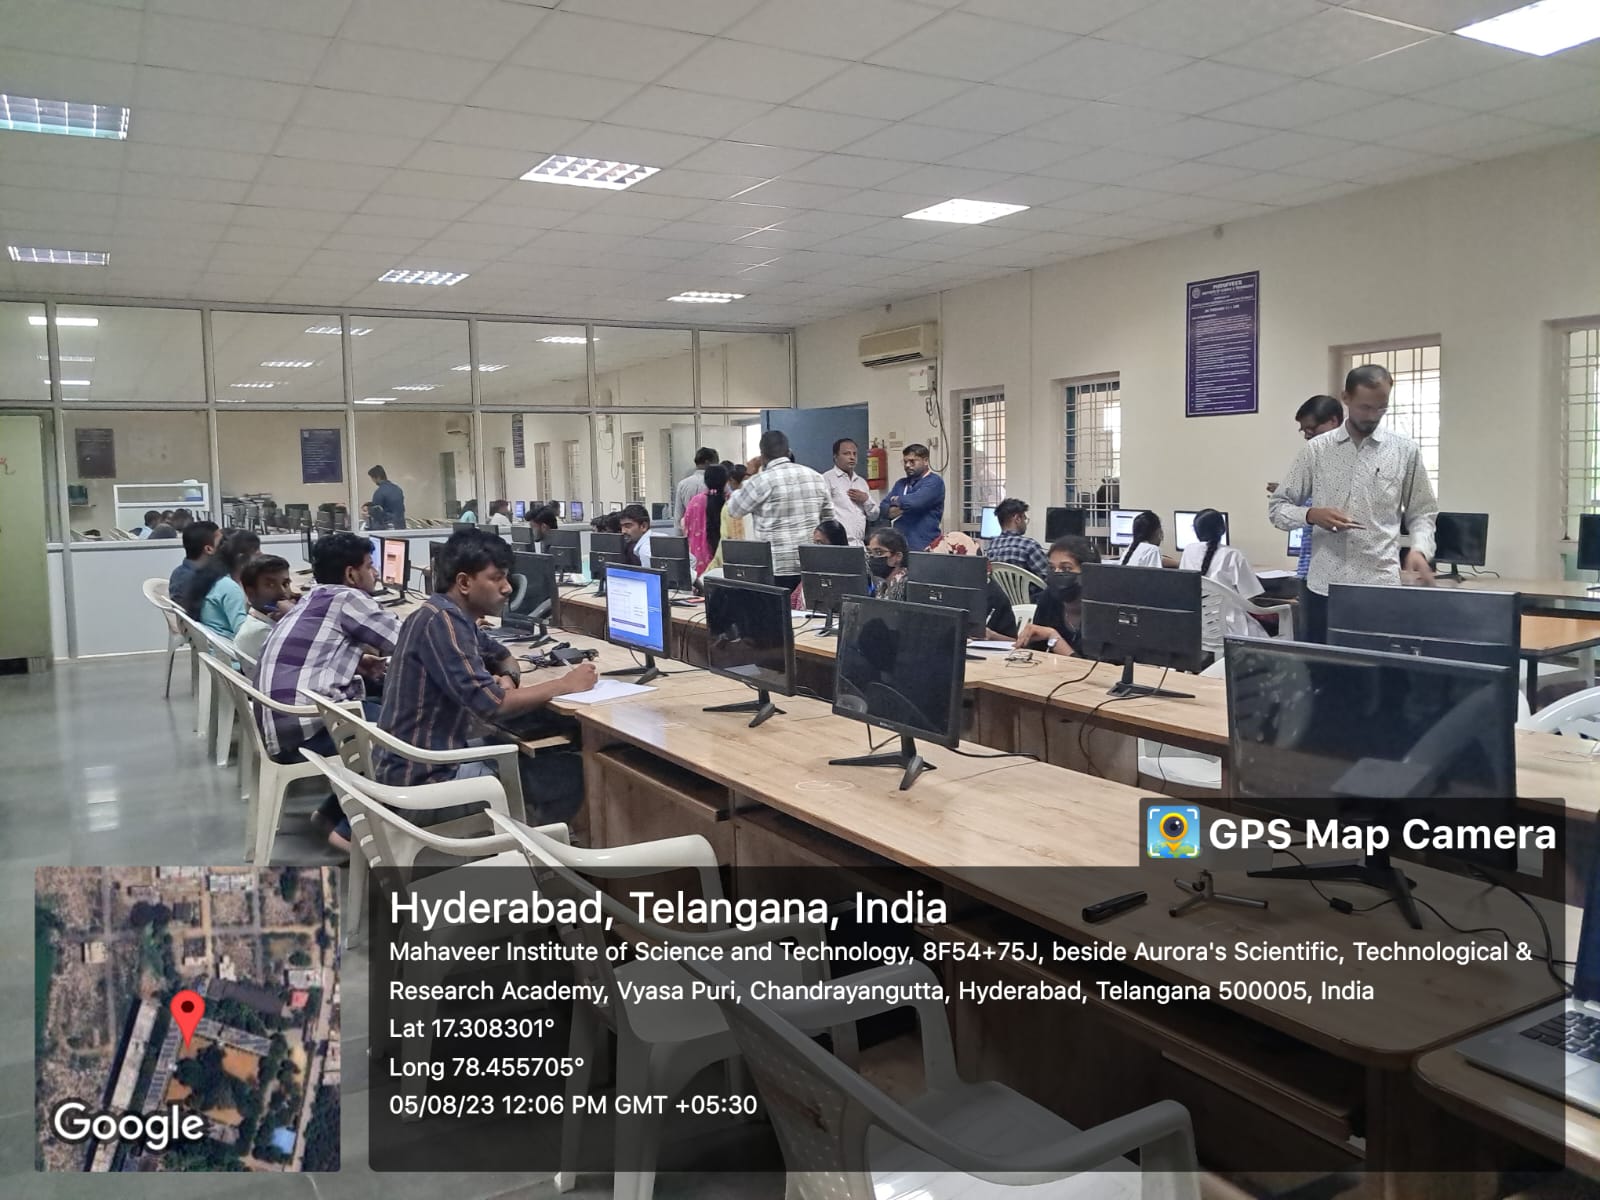 GPS Map Camera
Hyderabad, Telangana, India
Mahaveer Institute of Science and Technology, 8F54+75J, beside Aurora's Scientific, Technological &
Research Academy, Vyasa Puri, Chandrayangutta, Hyderabad, Telangana 500005, India
Lat 17.308301°
Long 78.455705°
05/08/23 12:06 PM GMT +05:30
Google